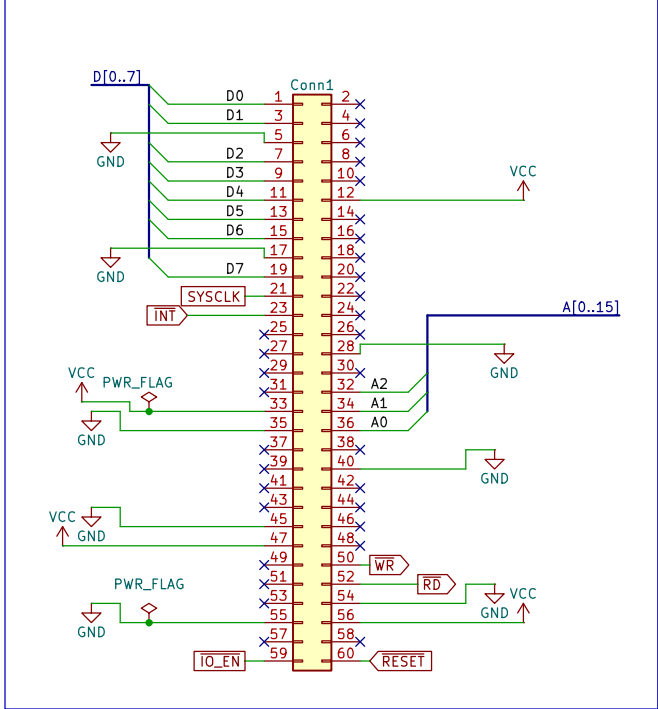 D[0..7]
Conn1
D0 1 2
D1 3 4
5 6
GND
D2 7 8
D3 9 10
VCC
D4 11 12
D5 13 14
D6 15 16
17 18
GND
D7 19 20
SYSCLK 21 22
INT 23 24
A[0..15]
25 26
27 28
GND
29 30
VCC PWR_FLAG
31 32 A2
33 34 A1
GND
35 36 A0
37 38
39 40
GND
41 42
43 44
VCC GND
45 46
47 48
49 50 WR
PWR_FLAG
51 52 RD
53 54
GND VCC
GND
55 56
57 58
IO_EN 59 60 RESET